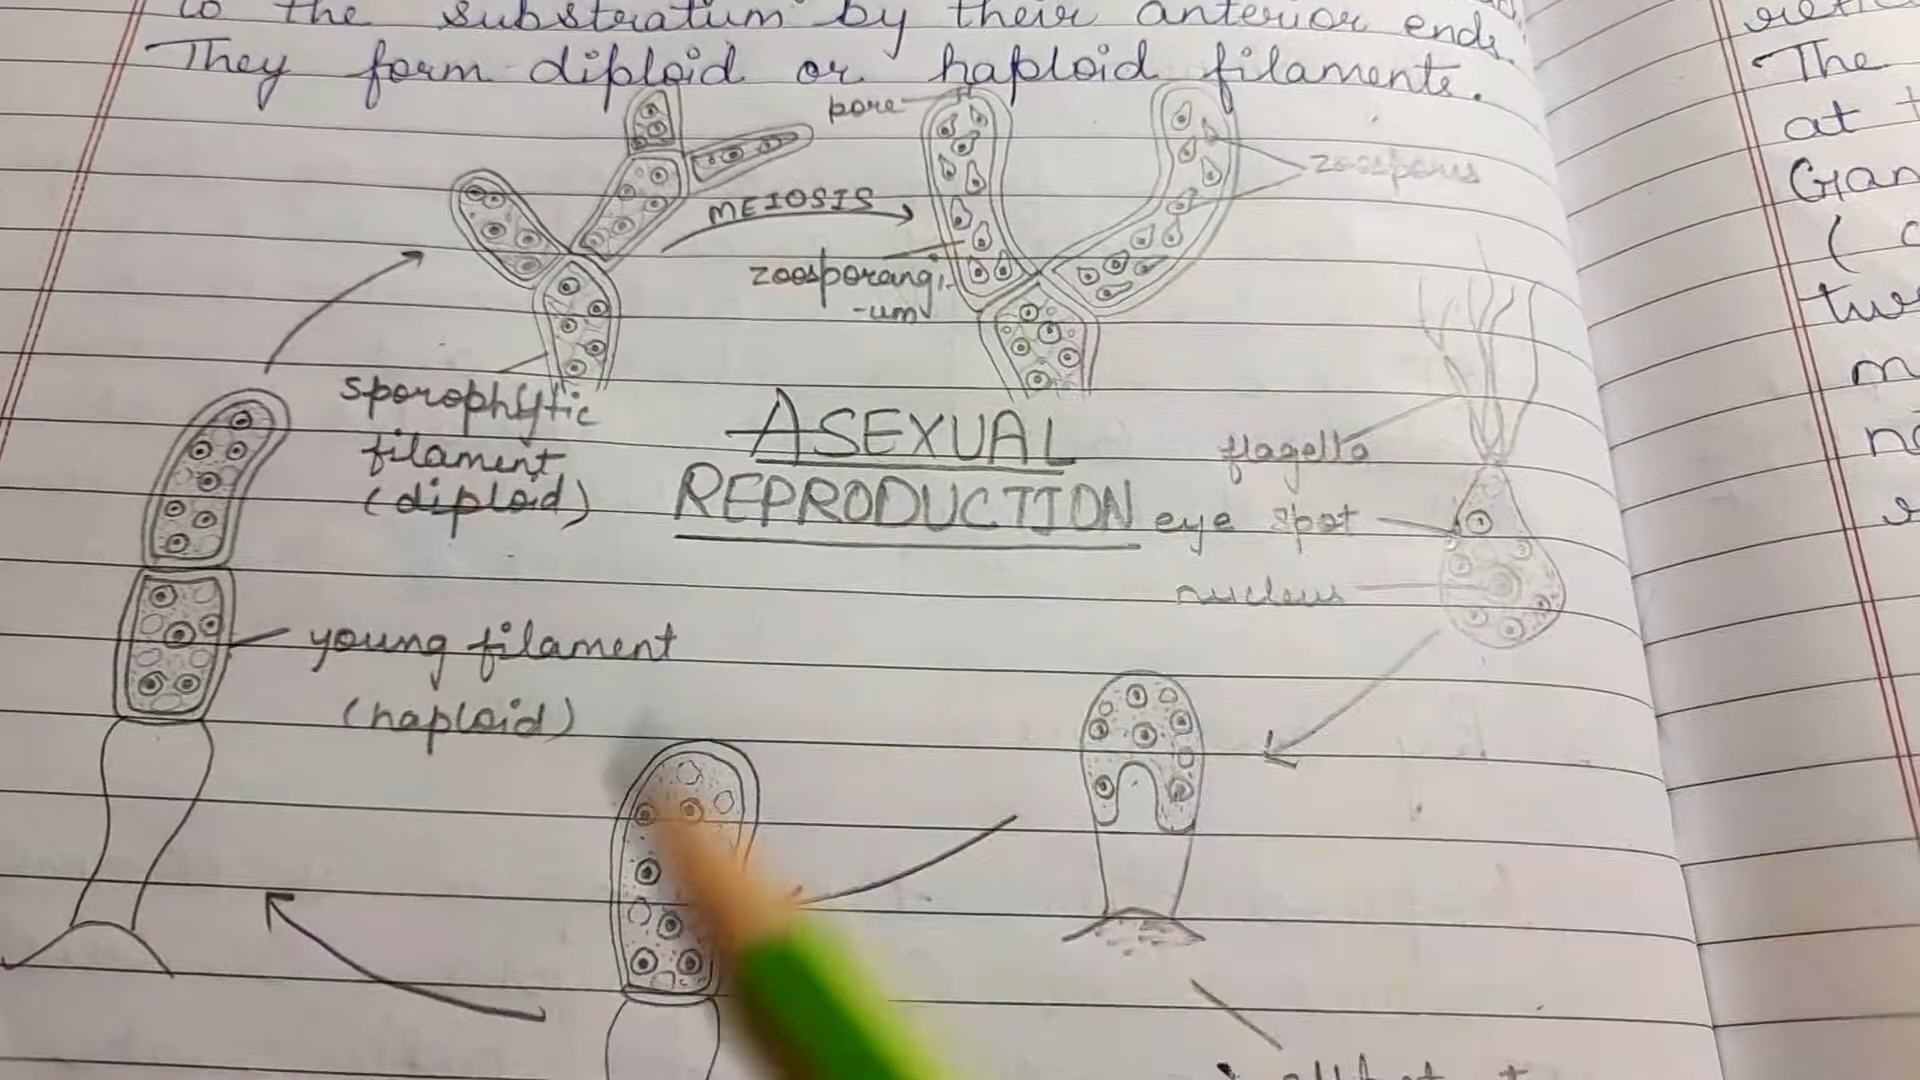 to the substratum by their anterior ends.
They form diploid or haploid filaments.
pore
zoospores
MEIOSIS
zoosporangi
-um
sporophytic
filament
(diploid)
ASEXUAL
REPRODUCTION
flagella
eye spot
nucleus
young filament
(haploid)
The
at
Gran
(